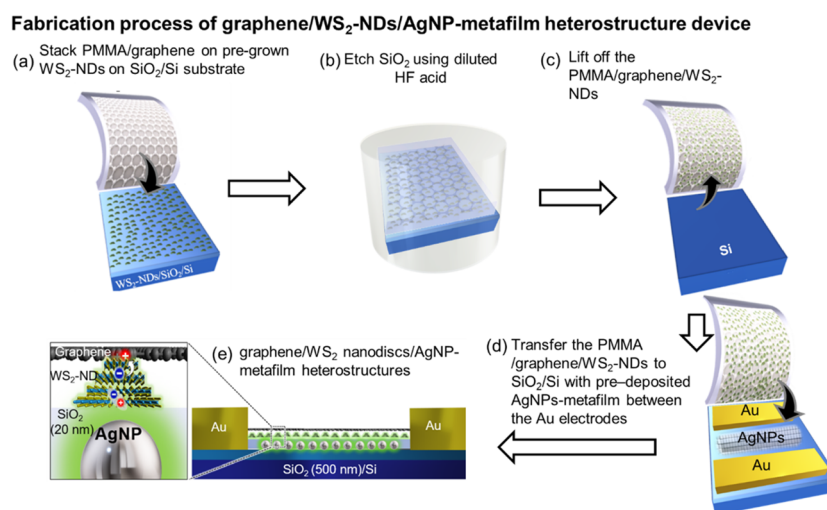 Fabrication process of graphene/WS₂-NDs/AgNP-metafilm heterostructure device
(a) Stack PMMA/graphene on pre-grown
WS₂-NDs on SiO₂/Si substrate
(b) Etch SiO₂ using diluted
HF acid
(c) Lift off the
PMMA/graphene/WS₂-
NDs
WS₂-NDs/SiO₂/Si
Si
(d) Transfer the PMMA
/graphene/WS₂-NDs to
SiO₂/Si with pre–deposited
AgNPs-metafilm between
the Au electrodes
Au
AgNPs
Au
(e) graphene/WS₂ nanodiscs/AgNP-
metafilm heterostructures
Graphene
WS₂-ND
SiO₂
(20 nm)
AgNP
Au
Au
SiO₂ (500 nm)/Si